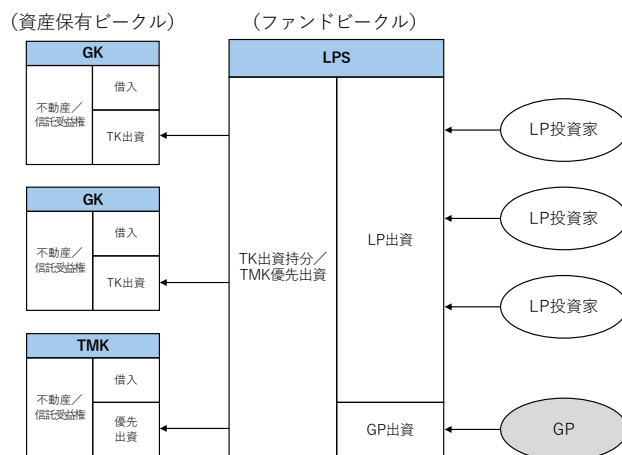 （資産保有ビークル）
（ファンドビークル）
GK
不動産／
信託受益権
借入
TK出資
GK
不動産／
信託受益権
借入
TK出資
TMK
不動産／
信託受益権
借入
優先
出資
LPS
TK出資持分／
TMK優先出資
LP出資
GP出資
LP投資家
LP投資家
LP投資家
GP